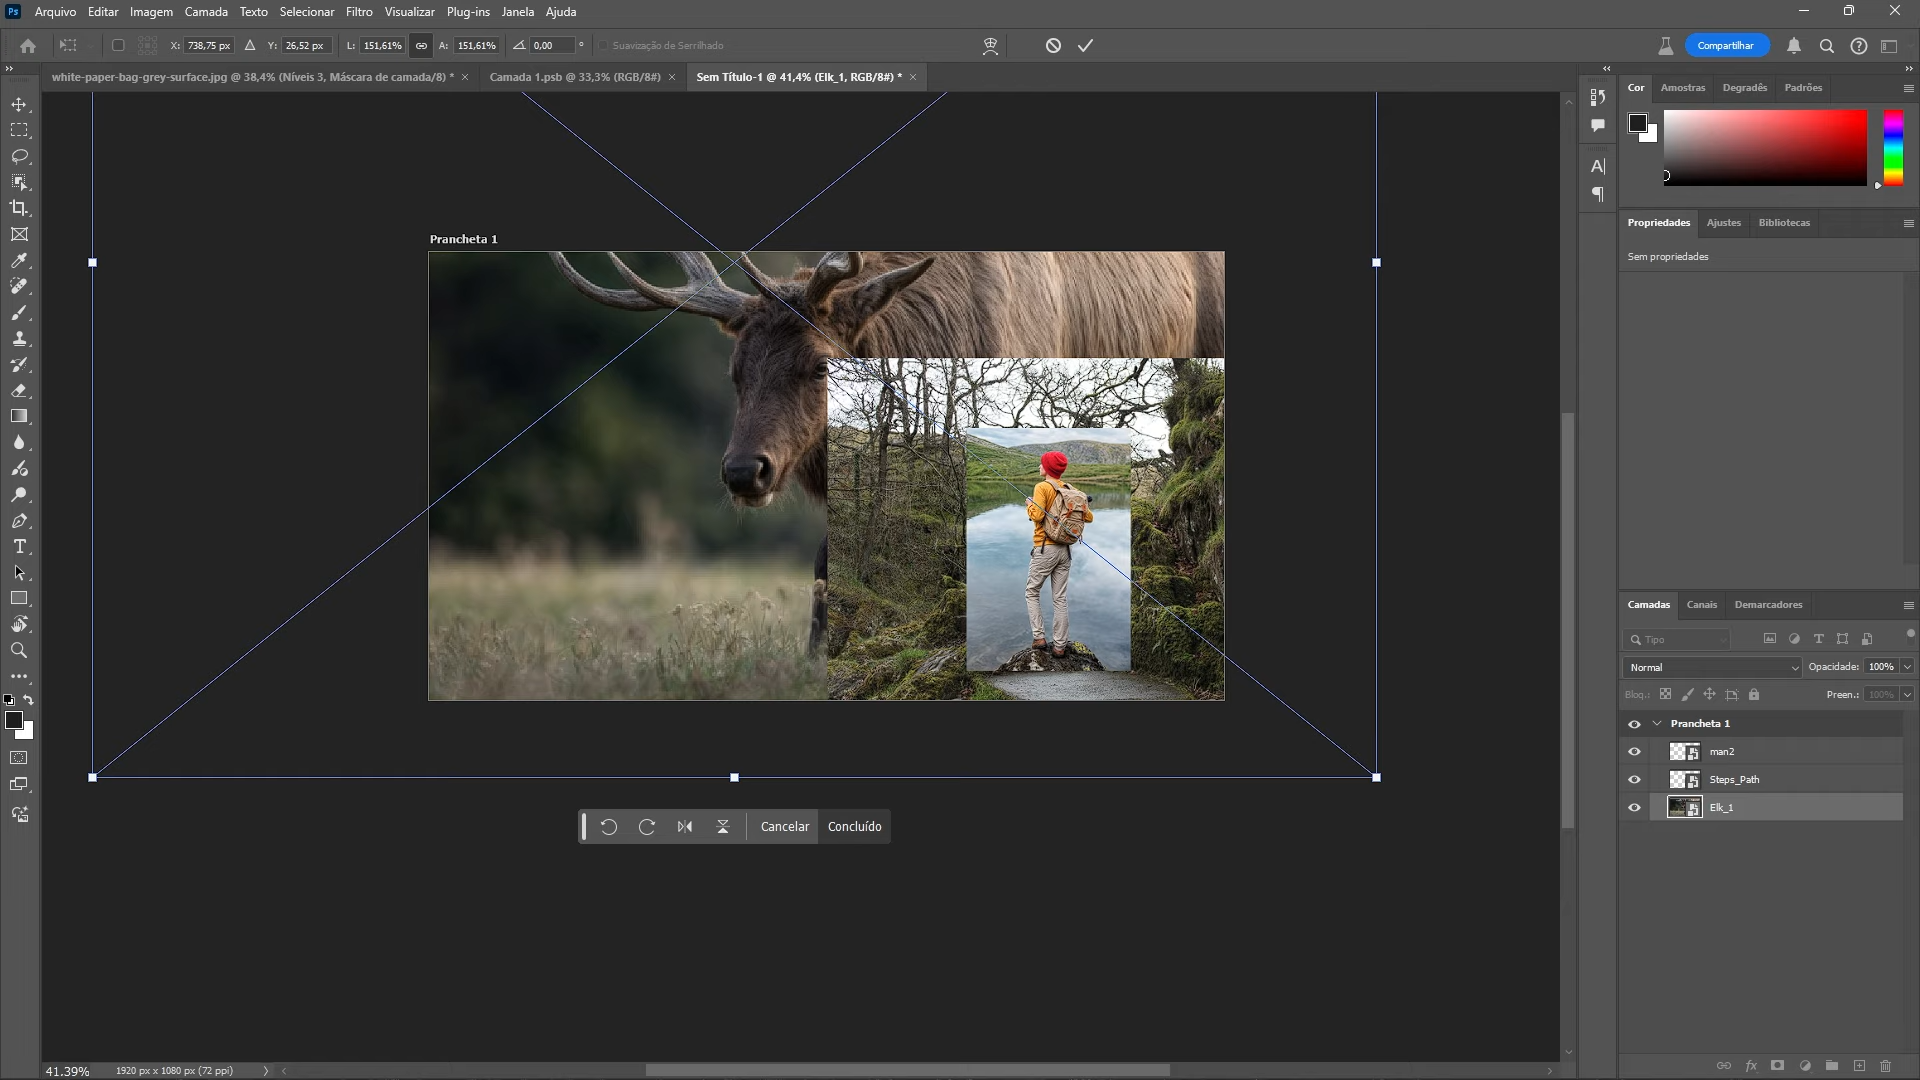 Ps Arquivo Editar Imagem Camada Texto Selecionar Filtro Visualizar Plug-ins Janela Ajuda
X: 738,75 px Y: 26,52 px L: 151,61% A: 151,61% 0,00 ° Suavização de Serrilhado Compartilhar
white-paper-bag-grey-surface.jpg @ 38,4% (Níveis 3, Máscara de camada/8) * Camada 1.psb @ 33,3% (RGB/8#) Sem Título-1 @ 41,4% (Elk_1, RGB/8#) *
Cor Amostras Degradês Padrões
Propriedades Ajustes Bibliotecas
Prancheta 1
Sem propriedades
Camadas Canais Demarcadores
Tipo
Normal Opacidade: 100%
Bloq.: Preen.: 100%
Prancheta 1
man2
Steps_Path
Elk_1
Cancelar Concluído
41.39% 1920 px x 1080 px (72 ppi)